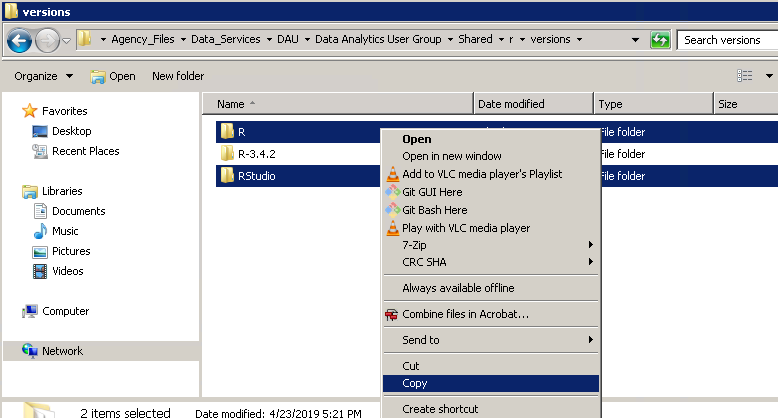 versions
Agency_Files Data_Services DAU Data Analytics User Group Shared r versions Search versions
Organize Open New folder
Name Date modified Type Size
Favorites
Desktop
Recent Places
Libraries
Documents
Music
Pictures
Videos
Computer
Network
R File folder
R-3.4.2 File folder
RStudio File folder
Open
Open in new window
Add to VLC media player's Playlist
Git GUI Here
Git Bash Here
Play with VLC media player
7-Zip
CRC SHA
Always available offline
Combine files in Acrobat...
Send to
Cut
Copy
Create shortcut
2 items selected Date modified: 4/23/2019 5:21 PM